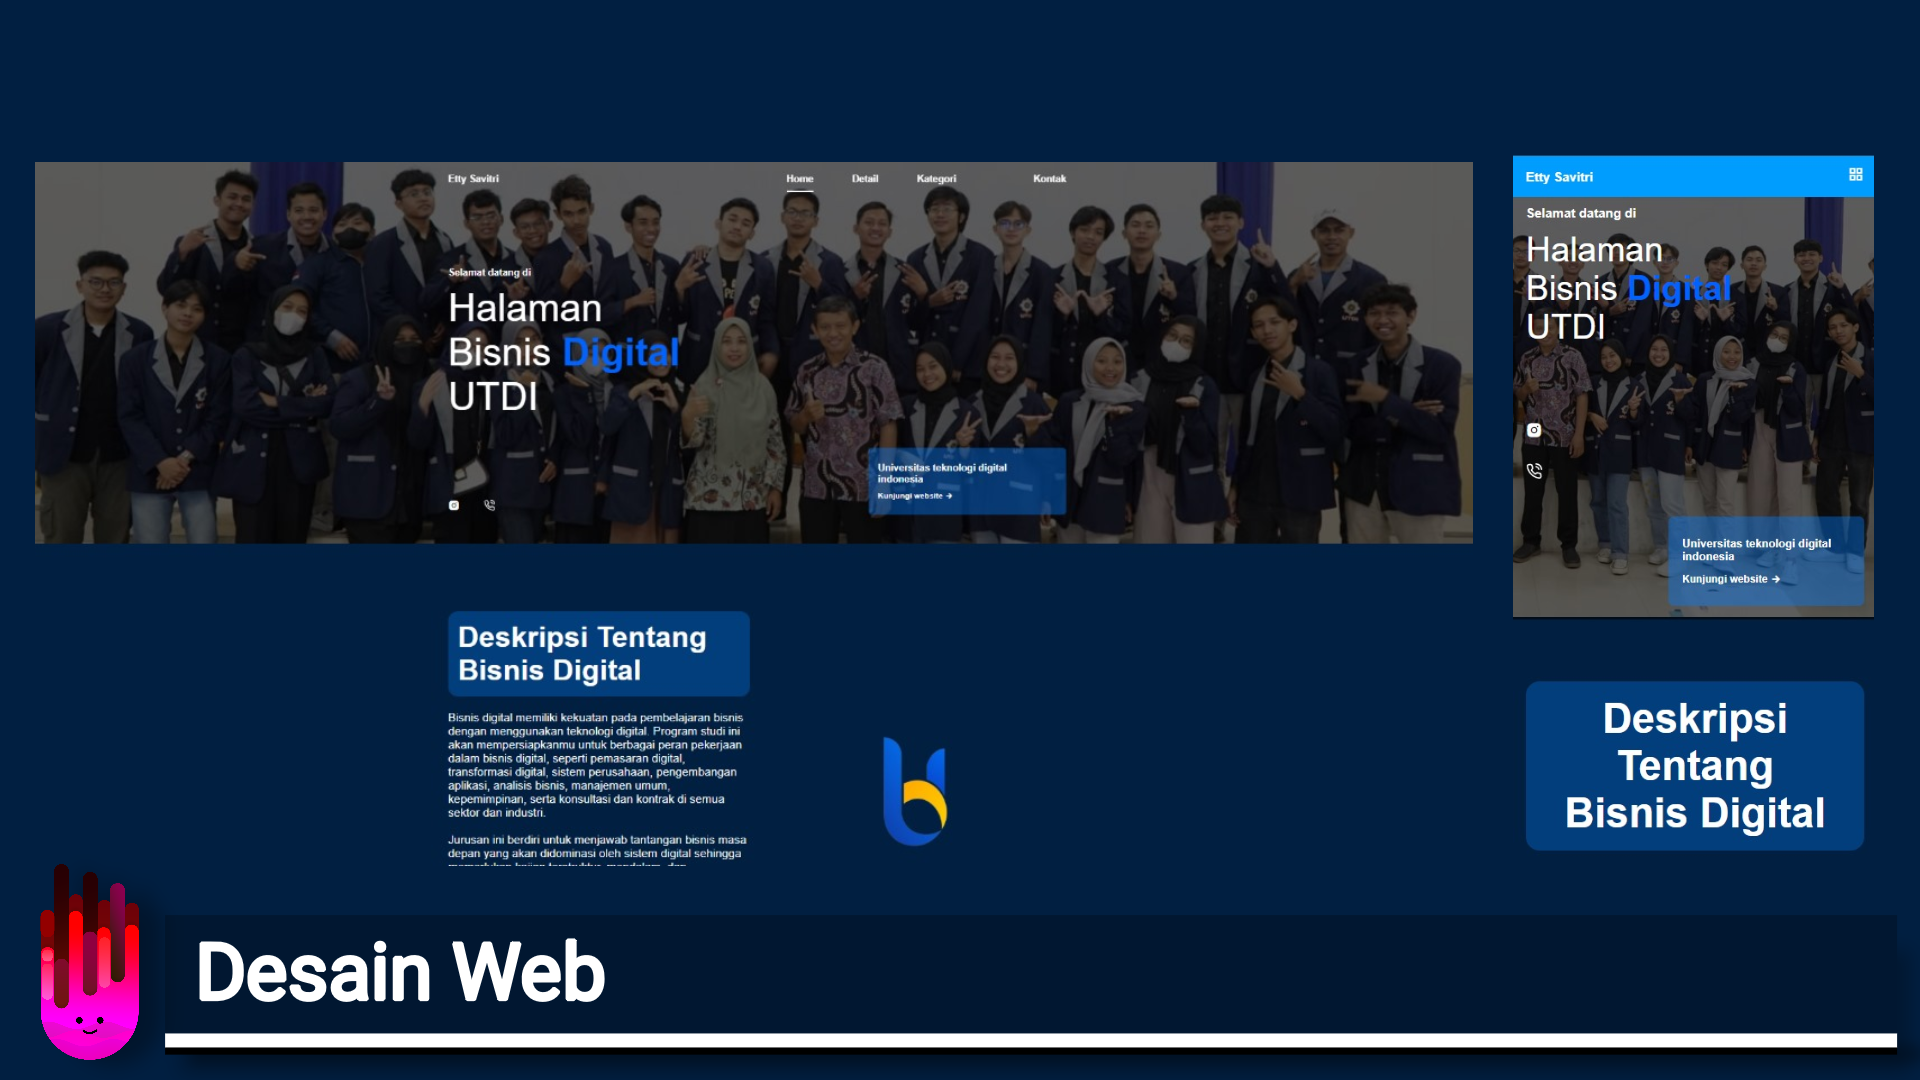 Etty Savitri
Home Detail Kategori Kontak
Selamat datang di
Halaman
Bisnis Digital
UTDI
Universitas teknologi digital
indonesia
Kunjungi website →
Deskripsi Tentang
Bisnis Digital
Bisnis digital memiliki kekuatan pada pembelajaran bisnis
dengan menggunakan teknologi digital. Program studi ini
akan mempersiapkanmu untuk berbagai peran pekerjaan
dalam bisnis digital, seperti pemasaran digital,
transformasi digital, sistem perusahaan, pengembangan
aplikasi, analisis bisnis, manajemen umum,
kepemimpinan, serta konsultasi dan kontrak di semua
sektor dan industri.
Jurusan ini berdiri untuk menjawab tantangan bisnis masa
depan yang akan didominasi oleh sistem digital sehingga
Etty Savitri
Selamat datang di
Halaman
Bisnis Digital
UTDI
Universitas teknologi digital
indonesia
Kunjungi website →
Deskripsi
Tentang
Bisnis Digital
Desain Web